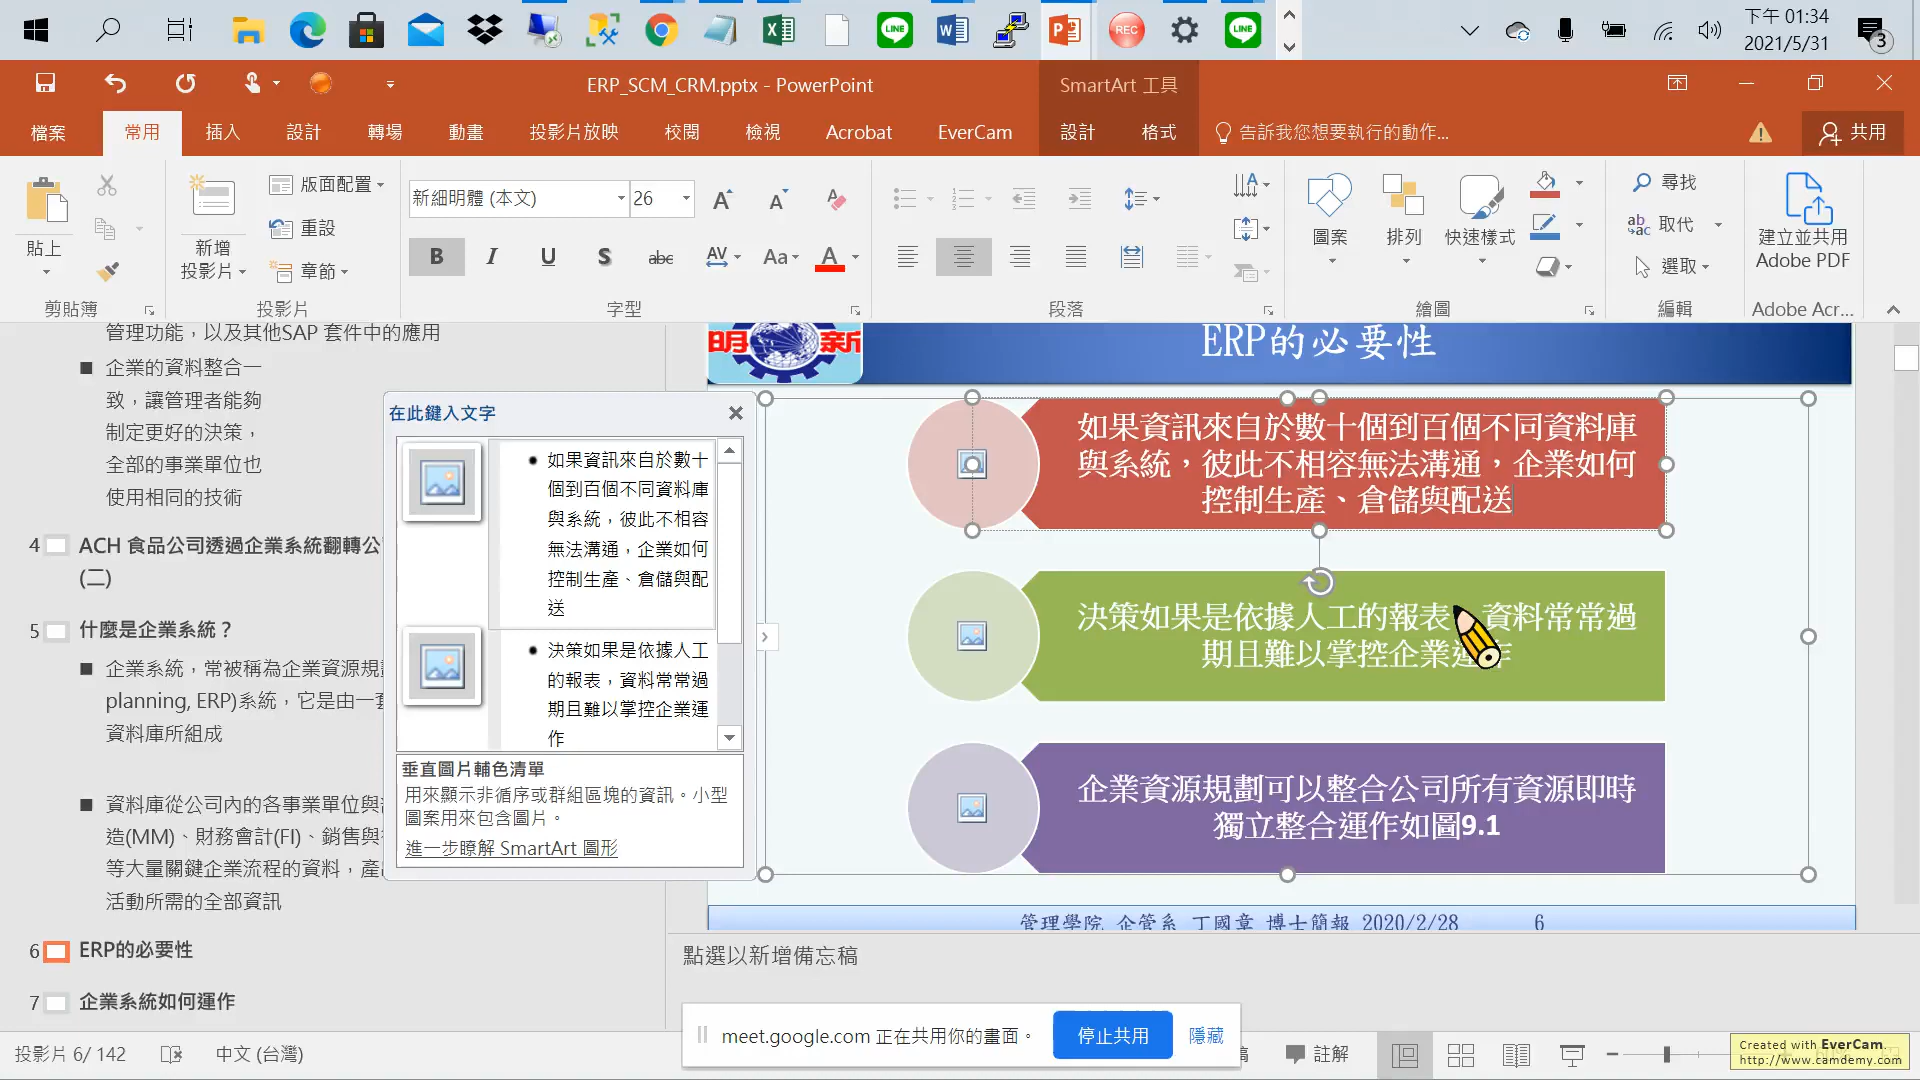 下午 01:34
2021/5/31
3
ERP_SCM_CRM.pptx - PowerPoint
SmartArt 工具
檔案
常用
插入
設計
轉場
動畫
投影片放映
校閱
檢視
Acrobat
EverCam
設計
格式
告訴我您想要執行的動作...
共用
貼上
新增
投影片
版面配置
重設
章節
新細明體 (本文)
26
圖案
排列
快速樣式
尋找
取代
選取
建立並共用
Adobe PDF
剪貼簿
投影片
字型
段落
繪圖
編輯
Adobe Acr...
管理功能，以及其他SAP 套件中的應用
企業的資料整合一
致，讓管理者能夠
制定更好的決策，
全部的事業單位也
使用相同的技術
4 ACH 食品公司透過企業系統翻轉公
(二)
5 什麼是企業系統？
企業系統，常被稱為企業資源規
planning, ERP)系統，它是由一
資料庫所組成
資料庫從公司內的各事業單位與
造(MM)、財務會計(FI)、銷售與
等大量關鍵企業流程的資料，產
活動所需的全部資訊
6 ERP的必要性
7 企業系統如何運作
在此鍵入文字
如果資訊來自於數十
個到百個不同資料庫
與系統，彼此不相容
無法溝通，企業如何
控制生產、倉儲與配
送
決策如果是依據人工
的報表，資料常常過
期且難以掌控企業運
作
垂直圖片輔色清單
用來顯示非循序或群組區塊的資訊。小型
圖案用來包含圖片。
進一步瞭解 SmartArt 圖形
明新
ERP的必要性
如果資訊來自於數十個到百個不同資料庫
與系統，彼此不相容無法溝通，企業如何
控制生產、倉儲與配送
決策如果是依據人工的報表，資料常常過
期且難以掌控企業運作
企業資源規劃可以整合公司所有資源即時
獨立整合運作如圖9.1
管理學院 企管系 丁國章 博士簡報 2020/2/28 6
點選以新增備忘稿
meet.google.com 正在共用你的畫面。
停止共用
隱藏
投影片 6/ 142
中文 (台灣)
註解
Created with EverCam.
http://www.camdemy.com